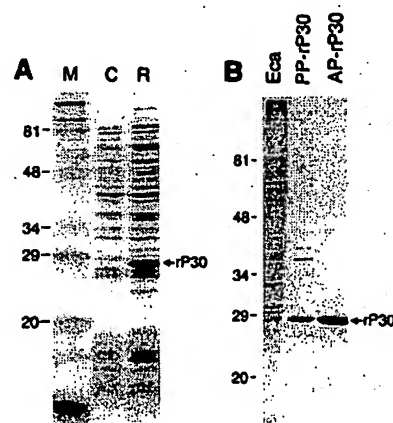 A
M
C
R
81-
48-
34-
29-
20-
←rP30
B
Eca
PP-rP30
AP-rP30
81-
48-
34-
29-
20-
←rP30